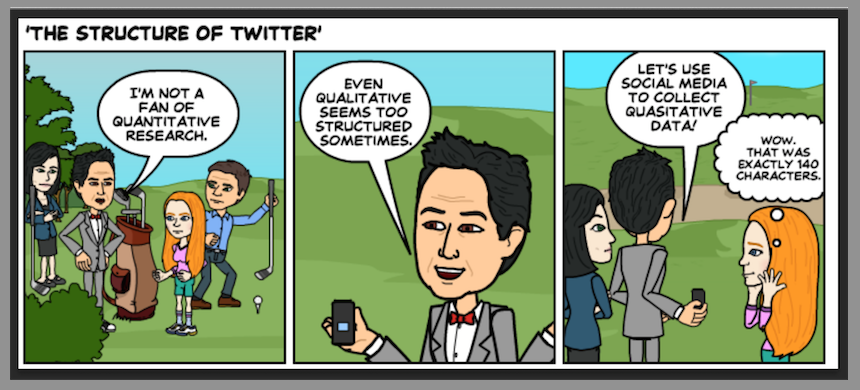 'THE STRUCTURE OF TWITTER'
I'M NOT A
FAN OF
QUANTITATIVE
RESEARCH.
EVEN
QUALITATIVE
SEEMS TOO
STRUCTURED
SOMETIMES.
LET'S USE
SOCIAL MEDIA
TO COLLECT
QUASITATIVE
DATA!
WOW.
THAT WAS
EXACTLY 140
CHARACTERS.